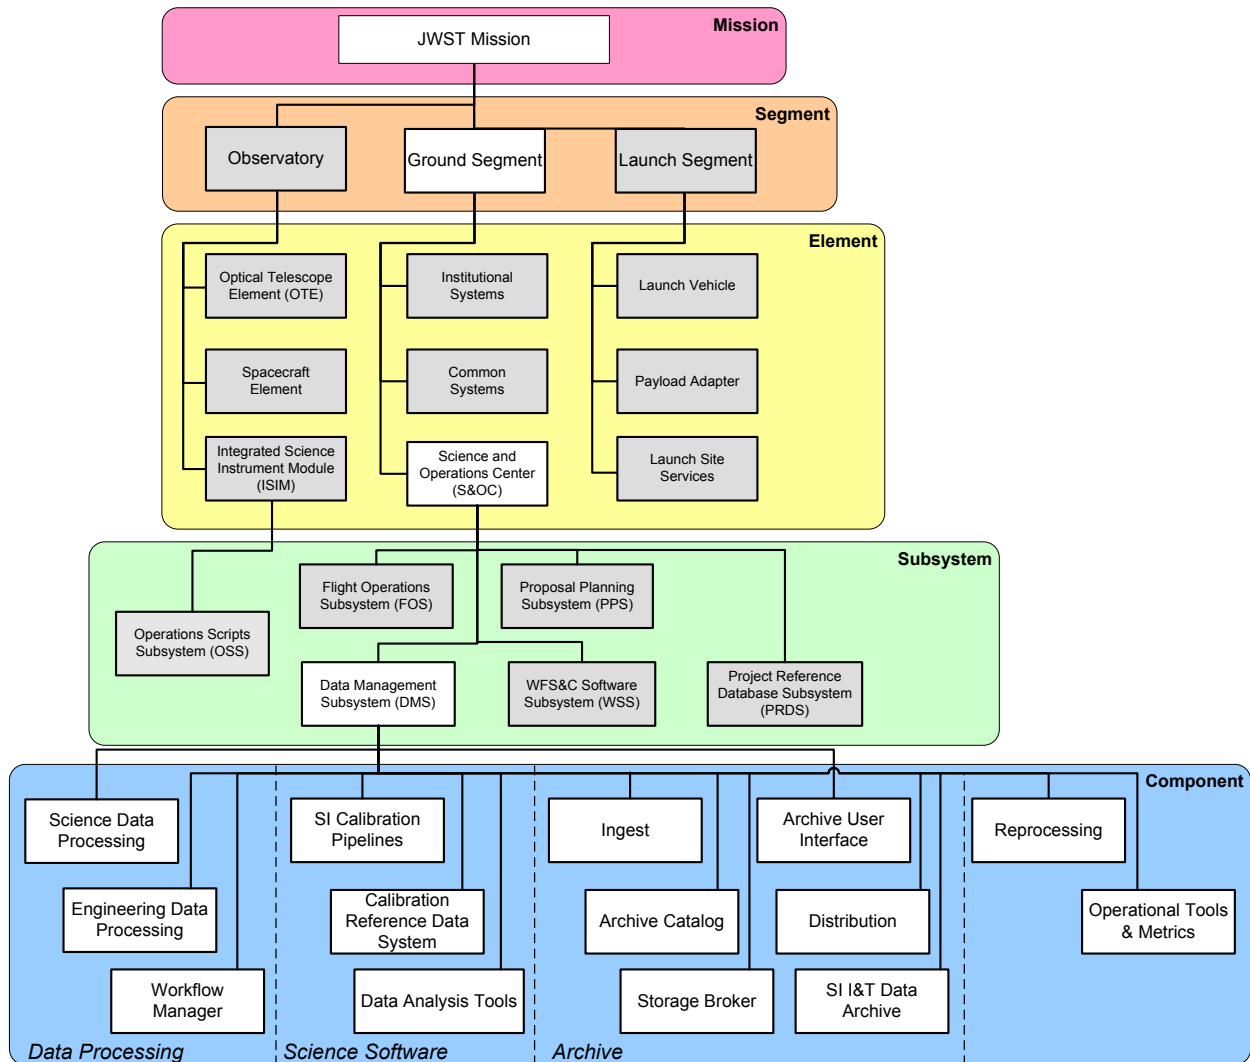 Mission
JWST Mission
Segment
Observatory
Ground Segment
Launch Segment
Element
Optical Telescope
Element (OTE)
Institutional
Systems
Launch Vehicle
Spacecraft
Element
Common
Systems
Payload Adapter
Integrated Science
Instrument Module
(ISIM)
Science and
Operations Center
(S&OC)
Launch Site
Services
Subsystem
Flight Operations
Subsystem (FOS)
Proposal Planning
Subsystem (PPS)
Operations Scripts
Subsystem (OSS)
Data Management
Subsystem (DMS)
WFS&C Software
Subsystem (WSS)
Project Reference
Database Subsystem
(PRDS)
Component
Science Data
Processing
SI Calibration
Pipelines
Ingest
Archive User
Interface
Reprocessing
Engineering Data
Processing
Calibration
Reference Data
System
Archive Catalog
Distribution
Operational Tools
& Metrics
Workflow
Manager
Data Analysis Tools
Storage Broker
SI I&T Data
Archive
Data Processing
Science Software
Archive